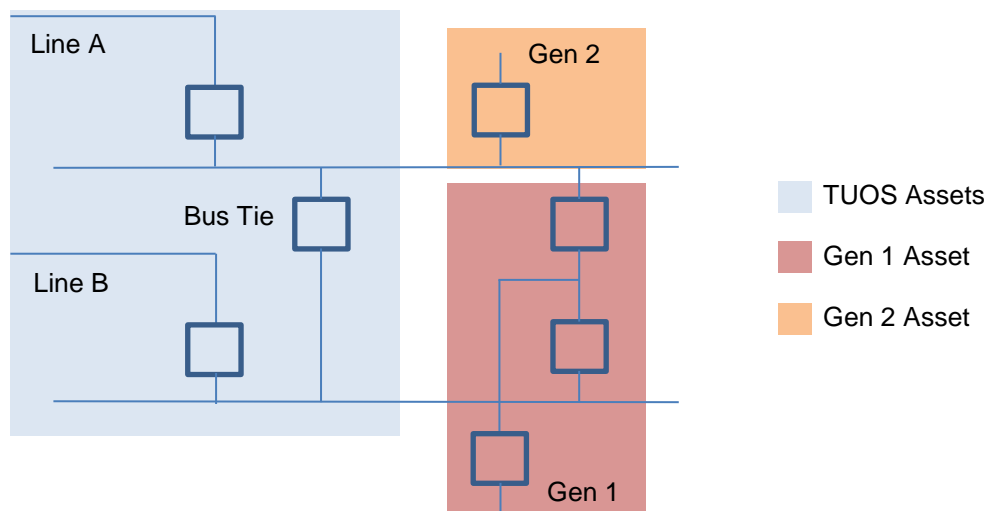 Line A
Gen 2
Bus Tie
Line B
Gen 1
TUOS Assets
Gen 1 Asset
Gen 2 Asset